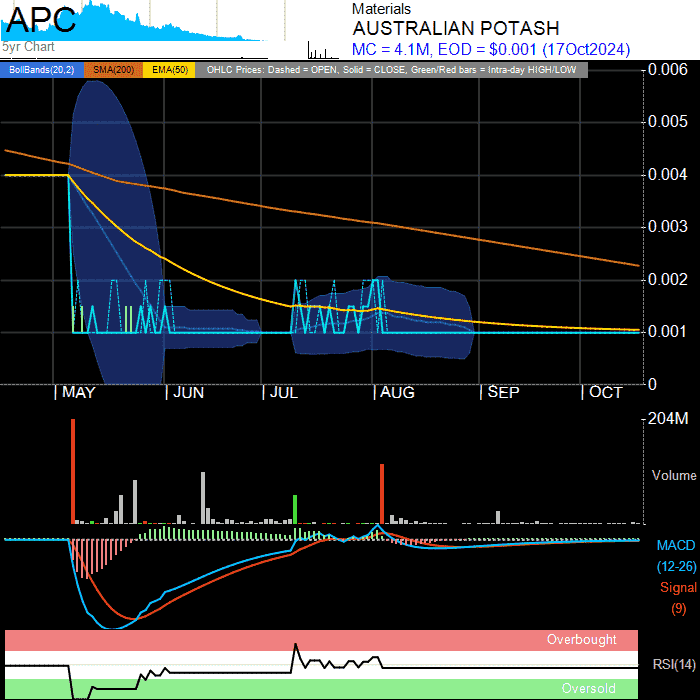 APC
5yr Chart
Materials
AUSTRALIAN POTASH
MC = 4.1M, EOD = $0.001 (17Oct2024)
BollBands(20,2) SMA(200) EMA(50) OHLC Prices: Dashed = OPEN, Solid = CLOSE, Green/Red bars = Intra-day HIGH/LOW
0.006
0.005
0.004
0.003
0.002
0.001
0
MAY JUN JUL AUG SEP OCT
204M
Volume
MACD
(12-26)
Signal
(9)
Overbought
RSI(14)
Oversold